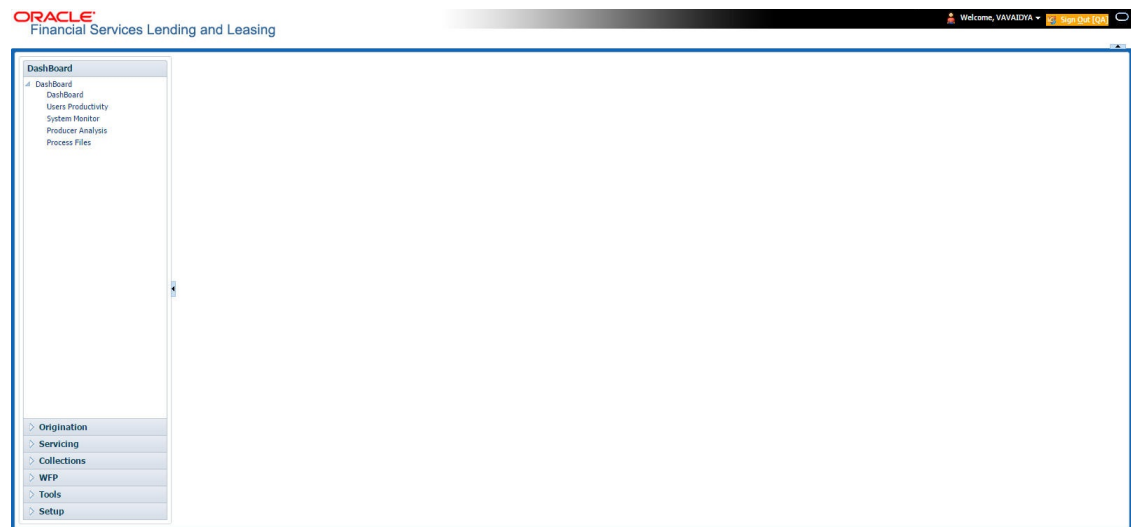 ORACLE
Financial Services Lending and Leasing
Welcome, VAVAIDYA
Sign Out [QA]
DashBoard
DashBoard
DashBoard
Users Productivity
System Monitor
Producer Analysis
Process Files
Origination
Servicing
Collections
WFP
Tools
Setup